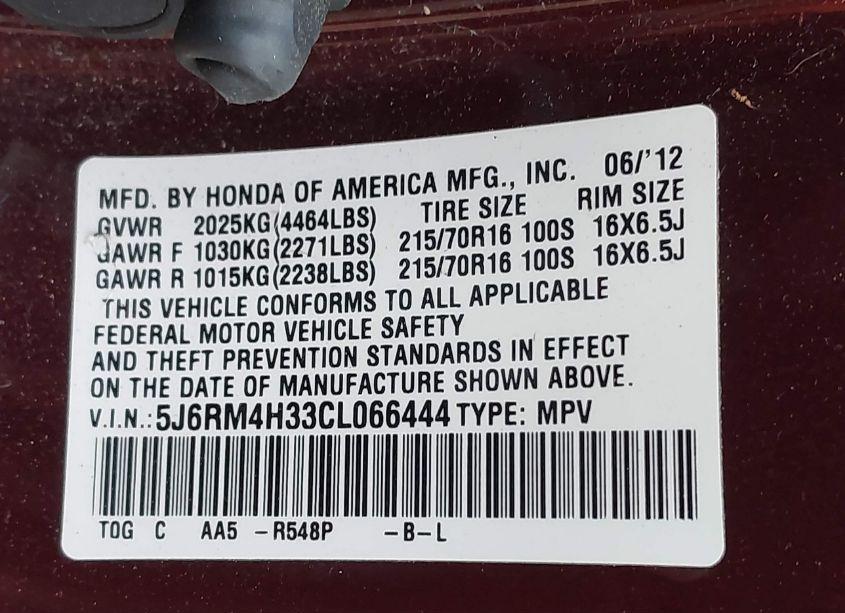 MFD. BY HONDA OF AMERICA MFG., INC. 06/'12
GVWR 2025KG(4464LBS) TIRE SIZE RIM SIZE
GAWR F 1030KG(2271LBS) 215/70R16 100S 16X6.5J
GAWR R 1015KG(2238LBS) 215/70R16 100S 16X6.5J
THIS VEHICLE CONFORMS TO ALL APPLICABLE
FEDERAL MOTOR VEHICLE SAFETY
AND THEFT PREVENTION STANDARDS IN EFFECT
ON THE DATE OF MANUFACTURE SHOWN ABOVE.
V.I.N.: 5J6RM4H33CL066444 TYPE: MPV
TOG C AA5 -R548P -B-L